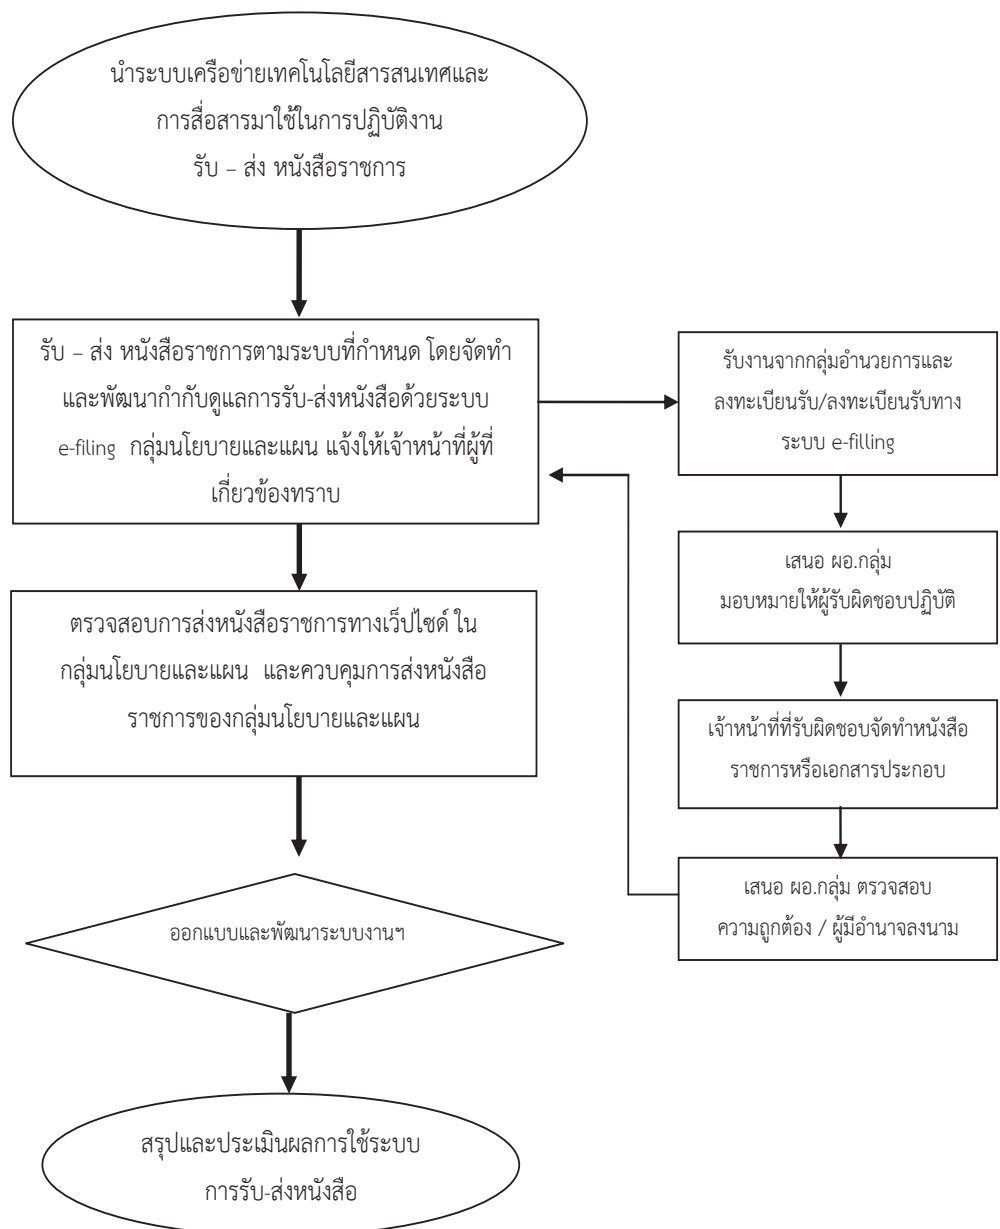 นำระบบเครือข่ายเทคโนโลยีสารสนเทศและ
การสื่อสารมาใช้ในการปฏิบัติงาน
รับ – ส่ง หนังสือราชการ
รับ – ส่ง หนังสือราชการตามระบบที่กำหนด โดยจัดทำ
และพัฒนากำกับดูแลการรับ-ส่งหนังสือด้วยระบบ
e-filing กลุ่มนโยบายและแผน แจ้งให้เจ้าหน้าที่ผู้ที่
เกี่ยวข้องทราบ
รับงานจากกลุ่มอำนวยการและ
ลงทะเบียนรับ/ลงทะเบียนรับทาง
ระบบ e-filling
เสนอ ผอ.กลุ่ม
มอบหมายให้ผู้รับผิดชอบปฏิบัติ
เจ้าหน้าที่ที่รับผิดชอบจัดทำหนังสือ
ราชการหรือเอกสารประกอบ
เสนอ ผอ.กลุ่ม ตรวจสอบ
ความถูกต้อง / ผู้มีอำนาจลงนาม
ตรวจสอบการส่งหนังสือราชการทางเว็ปไซด์ ใน
กลุ่มนโยบายและแผน และควบคุมการส่งหนังสือ
ราชการของกลุ่มนโยบายและแผน
ออกแบบและพัฒนาระบบงานฯ
สรุปและประเมินผลการใช้ระบบ
การรับ-ส่งหนังสือ